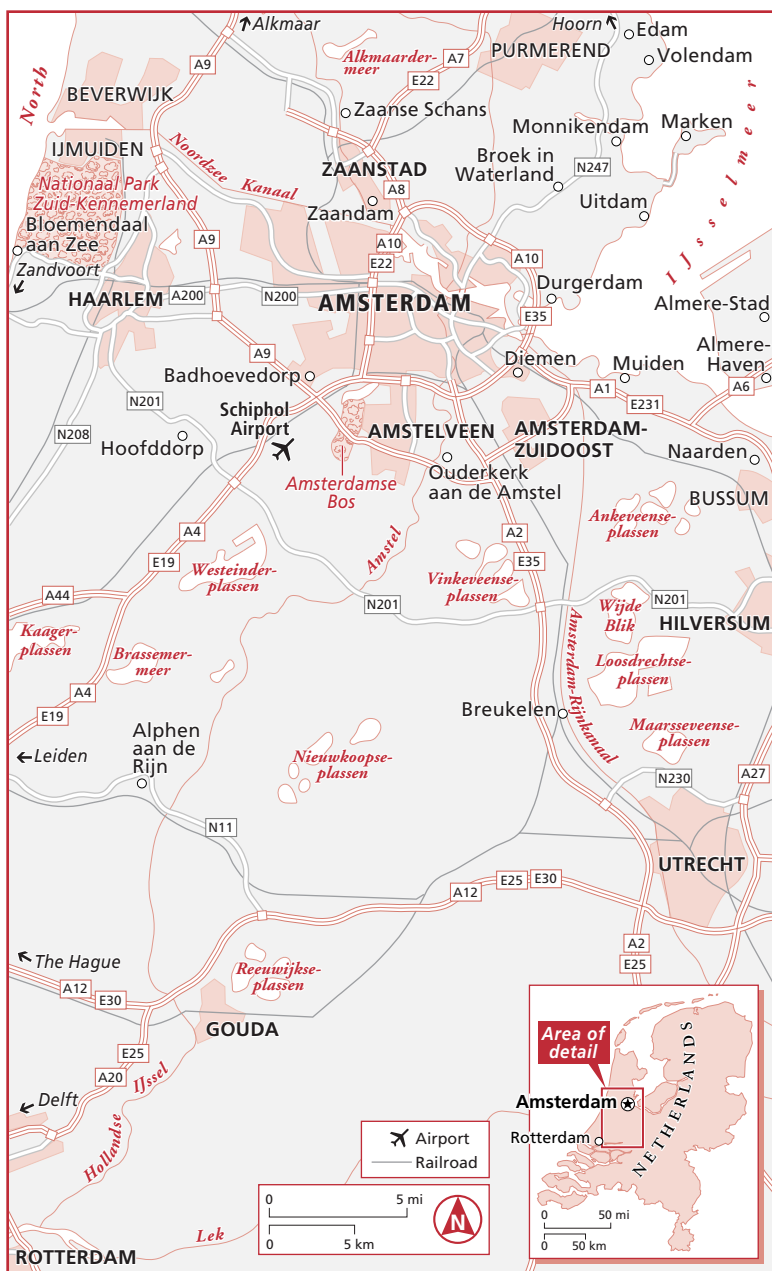 Alkmaar
Hoorn
Edam
Volendam
North
A9
Alkmaarder-
meer
A7
E22
PURMEREND
BEVERWIJK
Zaanse Schans
Monnikendam
Marken
IJMUIDEN
Noordzee Kanaal
ZAANSTAD
Broek in
Waterland
N247
IJsselmeer
Nationaal Park
Zuid-Kennemerland
A8
Zaandam
Uitdam
Bloemendaal
aan Zee
A9
A10
E22
A10
Zandvoort
HAARLEM
A200
N200
AMSTERDAM
Durgerdam
E35
Almere-Stad
A9
Badhoevedorp
Diemen
Muiden
Almere-
Haven
A1
A6
E231
N201
N208
Hoofddorp
Schiphol
Airport
AMSTELVEEN
AMSTERDAM-
ZUIDOOST
Ouderkerk
aan de Amstel
Naarden
Amsterdamse
Bos
BUSSUM
Ankeveense-
plassen
A4
E19
Amstel
A2
E35
Westeinder-
plassen
Vinkeveense-
plassen
A44
N201
Wijde
Blik
N201
HILVERSUM
Kaager-
plassen
Brassemer-
meer
Amsterdam-Rijnkanaal
Loosdrechtse-
plassen
A4
E19
Breukelen
Leiden
Alphen
aan de
Rijn
Nieuwkoopse-
plassen
Maarsseveense-
plassen
N230
A27
N11
UTRECHT
A12
E25
E30
A2
E25
The Hague
A12
E30
Reeuwijkse-
plassen
GOUDA
E25
A20
Delft
Hollandse IJssel
Lek
ROTTERDAM
Airport
Railroad
0 5 mi
0 5 km
N
Area of
detail
Amsterdam
Rotterdam
NETHERLANDS
0 50 mi
0 50 km